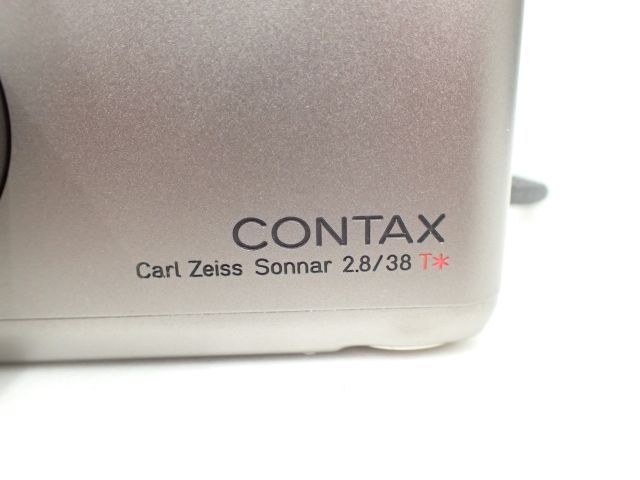 CONTAX
Carl Zeiss Sonnar 2.8/38 T*